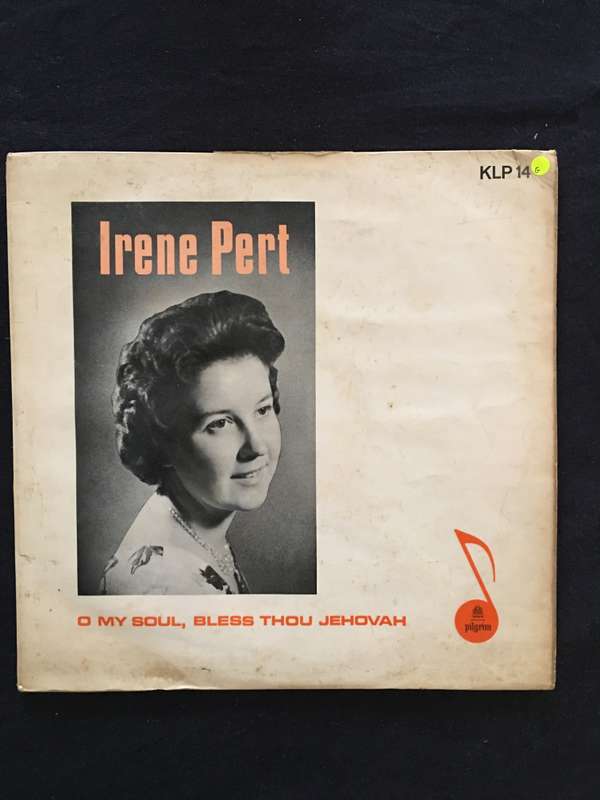 KLP 14
G
Irene Pert
O MY SOUL, BLESS THOU JEHOVAH
pilgrim